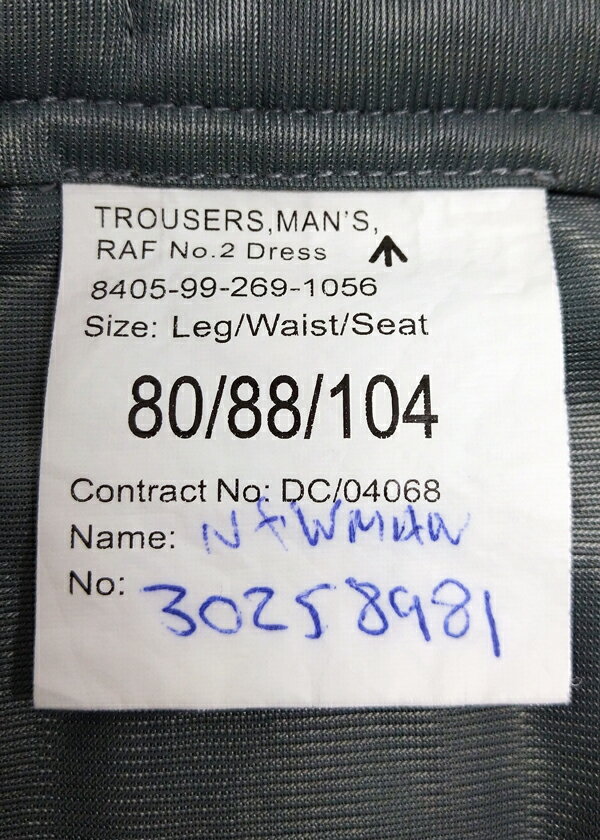 TROUSERS,MAN'S,
RAF No.2 Dress
8405-99-269-1056
Size: Leg/Waist/Seat
80/88/104
Contract No: DC/04068
Name: NEWMAN
No: 30258981